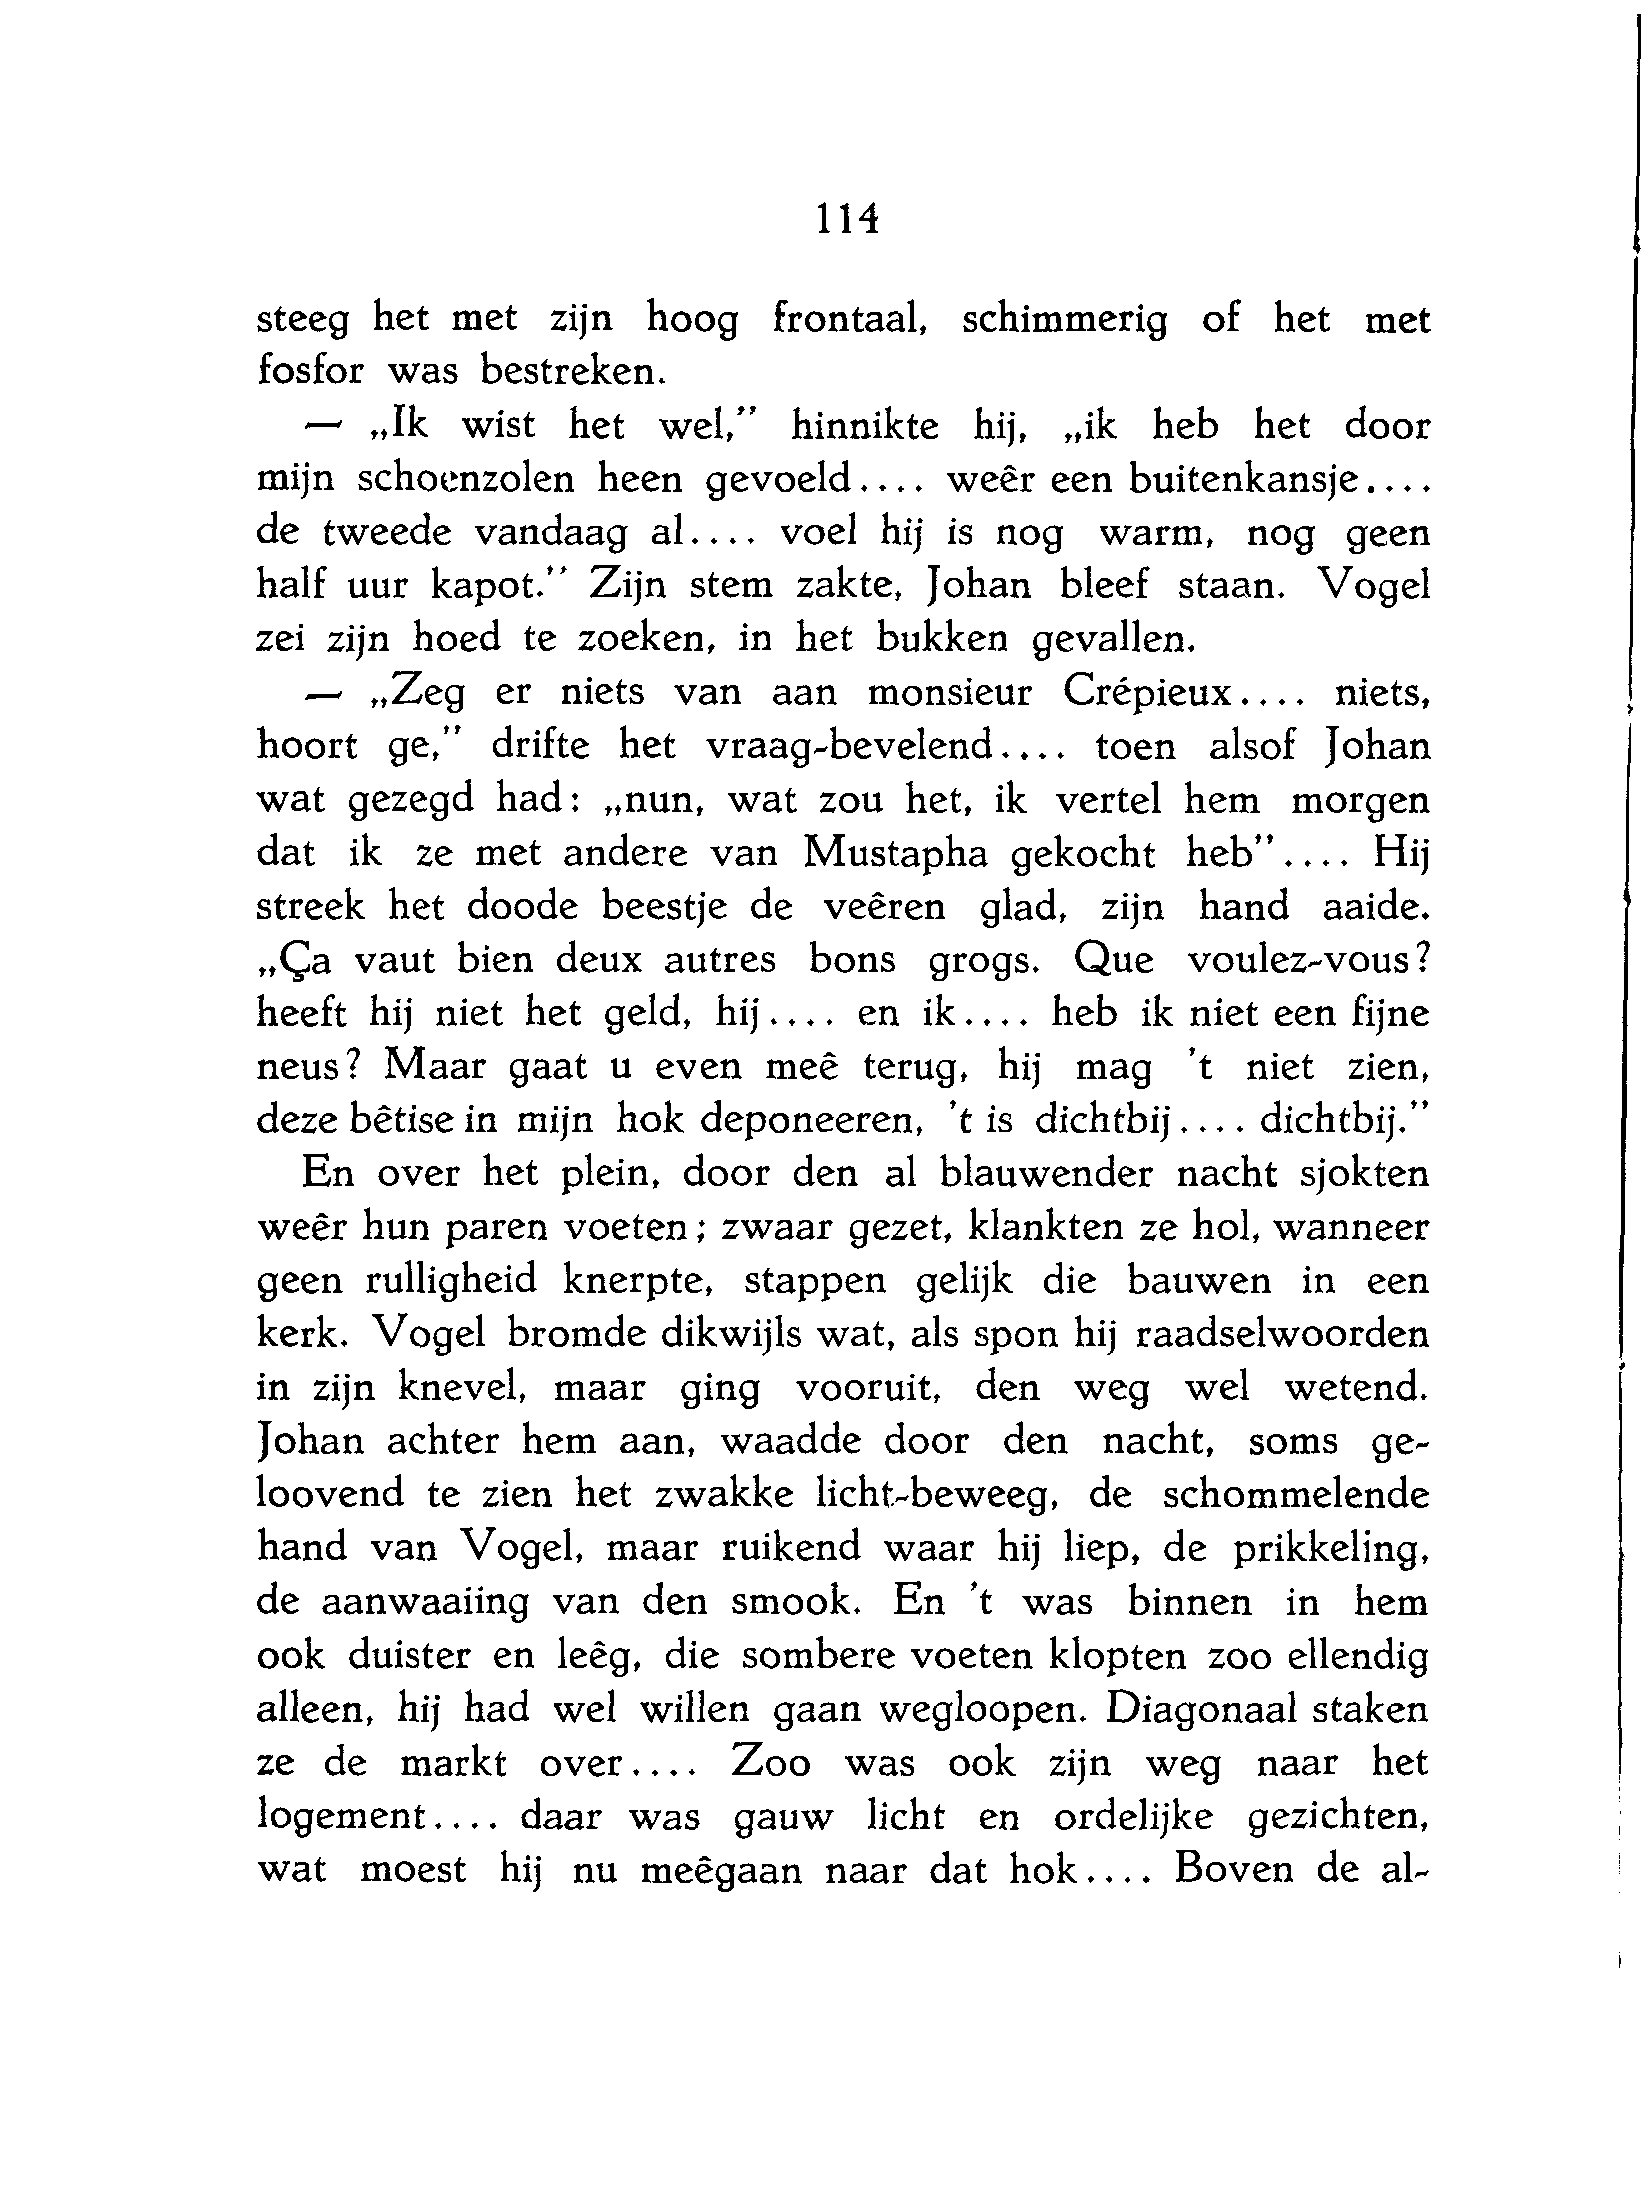 114
steeg het met zijn hoog frontaal, schimmerig of het met
fosfor was bestreken.
— „Ik wist het wel,” hinnikte hij, „ik heb het door
mijn schoenzolen heen gevoeld.... weêr een buitenkansje....
de tweede vandaag al.... voel hij is nog warm, nog geen
half uur kapot.” Zijn stem zakte, Johan bleef staan. Vogel
zei zijn hoed te zoeken, in het bukken gevallen.
— „Zeg er niets van aan monsieur Crépieux.... niets,
hoort ge,” drifte het vraag-bevelend.... toen alsof Johan
wat gezegd had: „nun, wat zou het, ik vertel hem morgen
dat ik ze met andere van Mustapha gekocht heb”.... Hij
streek het doode beestje de veêren glad, zijn hand aaide.
„Ça vaut bien deux autres bons grogs. Que voulez-vous?
heeft hij niet het geld, hij.... en ik.... heb ik niet een fijne
neus? Maar gaat u even meê terug, hij mag 't niet zien,
deze bêtise in mijn hok deponeeren, 't is dichtbij.... dichtbij.”
En over het plein, door den al blauwender nacht sjokten
weêr hun paren voeten; zwaar gezet, klankten ze hol, wanneer
geen rulligheid knerpte, stappen gelijk die bauwen in een
kerk. Vogel bromde dikwijls wat, als spon hij raadselwoorden
in zijn knevel, maar ging vooruit, den weg wel wetend.
Johan achter hem aan, waadde door den nacht, soms ge-
loovend te zien het zwakke licht-beweeg, de schommelende
hand van Vogel, maar ruikend waar hij liep, de prikkeling,
de aanwaaiing van den smook. En 't was binnen in hem
ook duister en leêg, die sombere voeten klopten zoo ellendig
alleen, hij had wel willen gaan wegloopen. Diagonaal staken
ze de markt over.... Zoo was ook zijn weg naar het
logement.... daar was gauw licht en ordelijke gezichten,
wat moest hij nu meêgaan naar dat hok.... Boven de al-